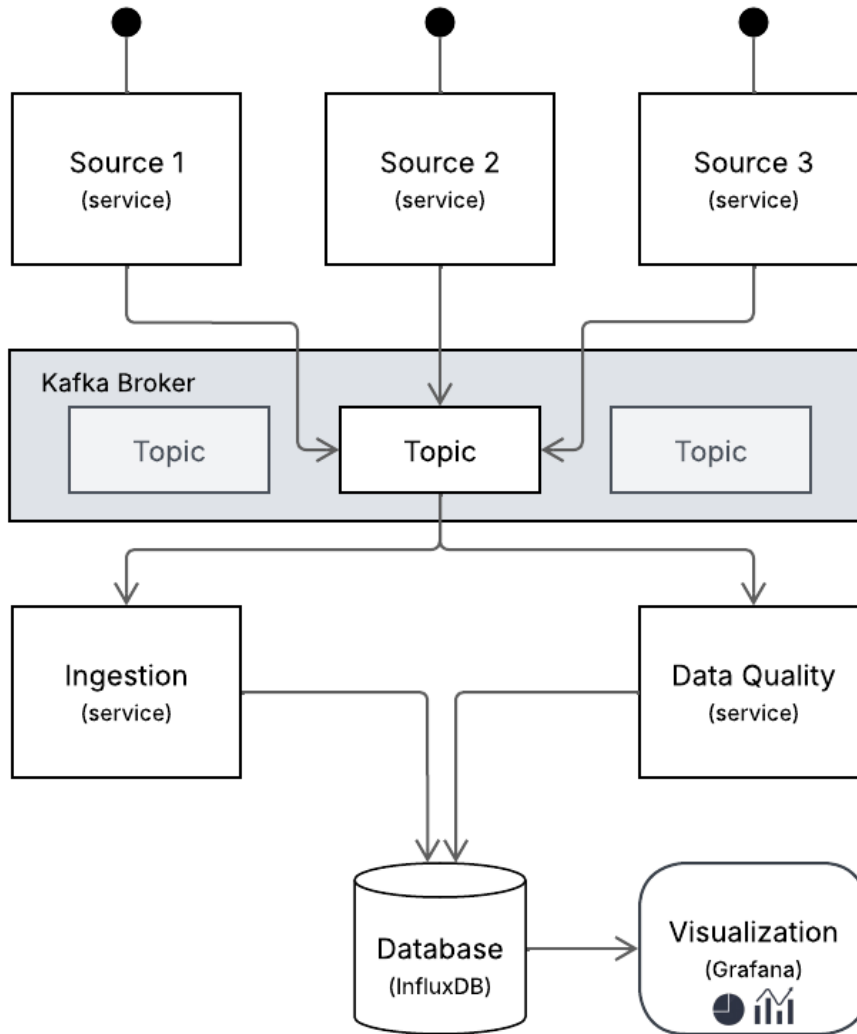 Source 1
(service)
Source 2
(service)
Source 3
(service)
Kafka Broker
Topic
Topic
Topic
Ingestion
(service)
Data Quality
(service)
Database
(InfluxDB)
Visualization
(Grafana)